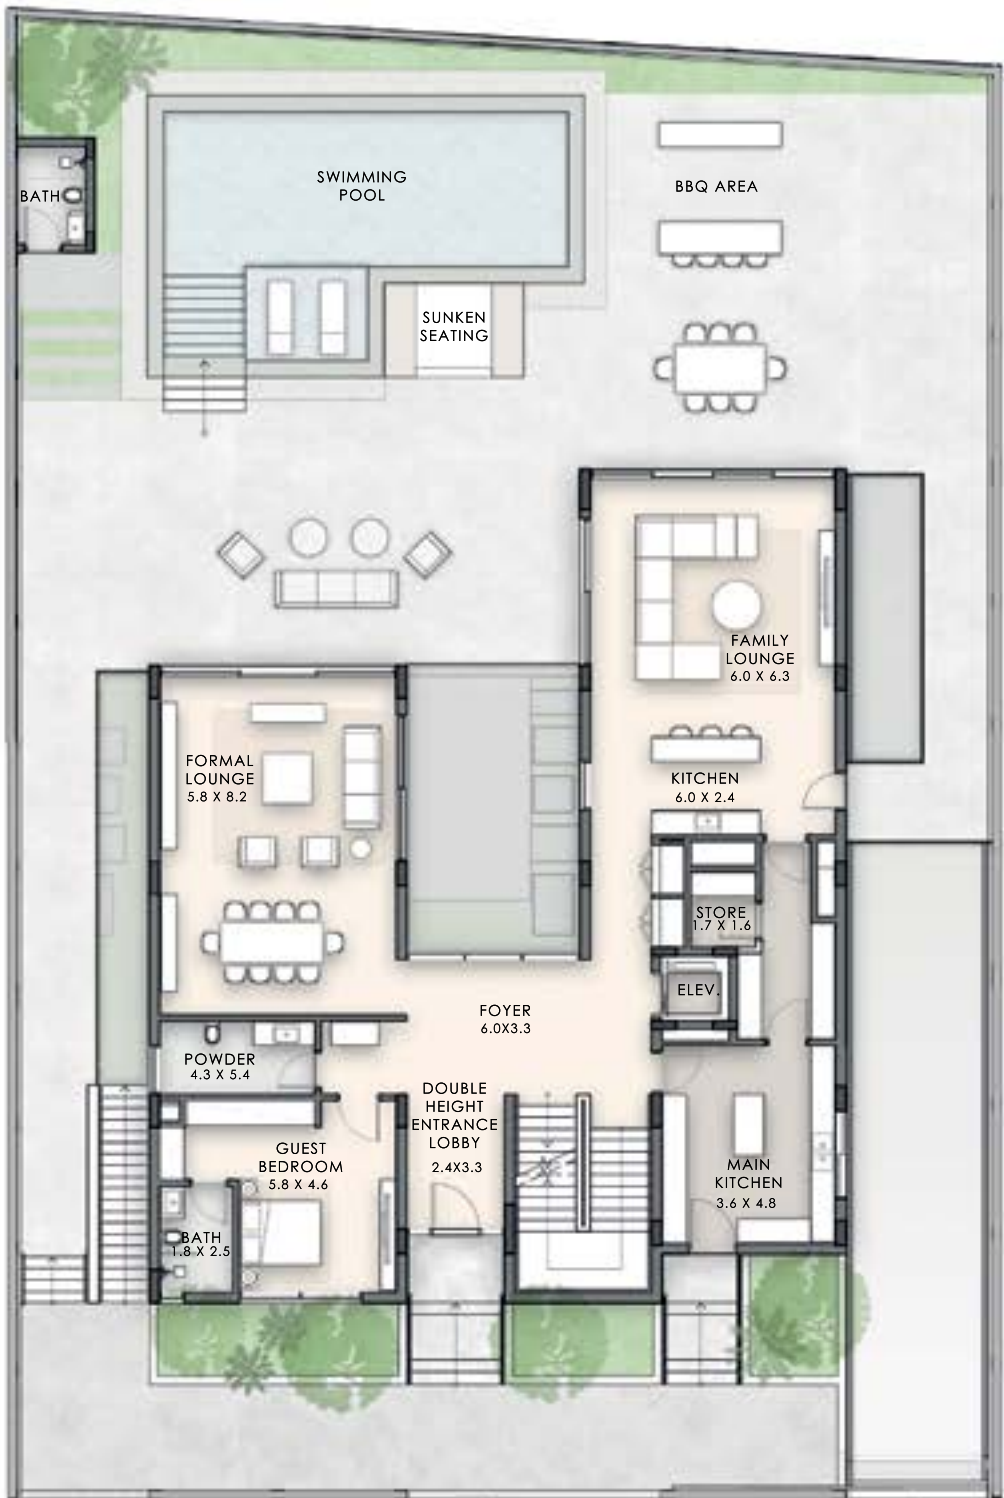 SWIMMING
POOL
BBQ AREA
BATH
SUNKEN
SEATING
FAMILY
LOUNGE
6.0 X 6.3
FORMAL
LOUNGE
5.8 X 8.2
KITCHEN
6.0 X 2.4
STORE
1.7 X 1.6
ELEV.
FOYER
6.0X3.3
POWDER
4.3 X 5.4
DOUBLE
HEIGHT
ENTRANCE
LOBBY
2.4X3.3
GUEST
BEDROOM
5.8 X 4.6
MAIN
KITCHEN
3.6 X 4.8
BATH
1.8 X 2.5